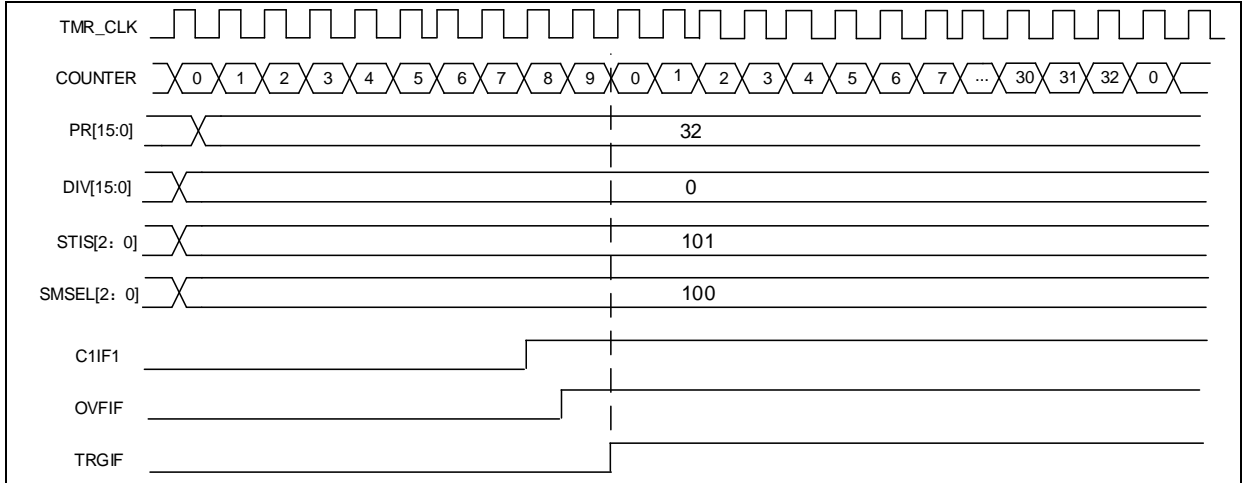 TMR_CLK
COUNTER 0 1 2 3 4 5 6 7 8 9 0 1 2 3 4 5 6 7 ... 30 31 32 0
PR[15:0] 32
DIV[15:0] 0
STIS[2：0] 101
SMSEL[2：0] 100
C1IF1
OVFIF
TRGIF